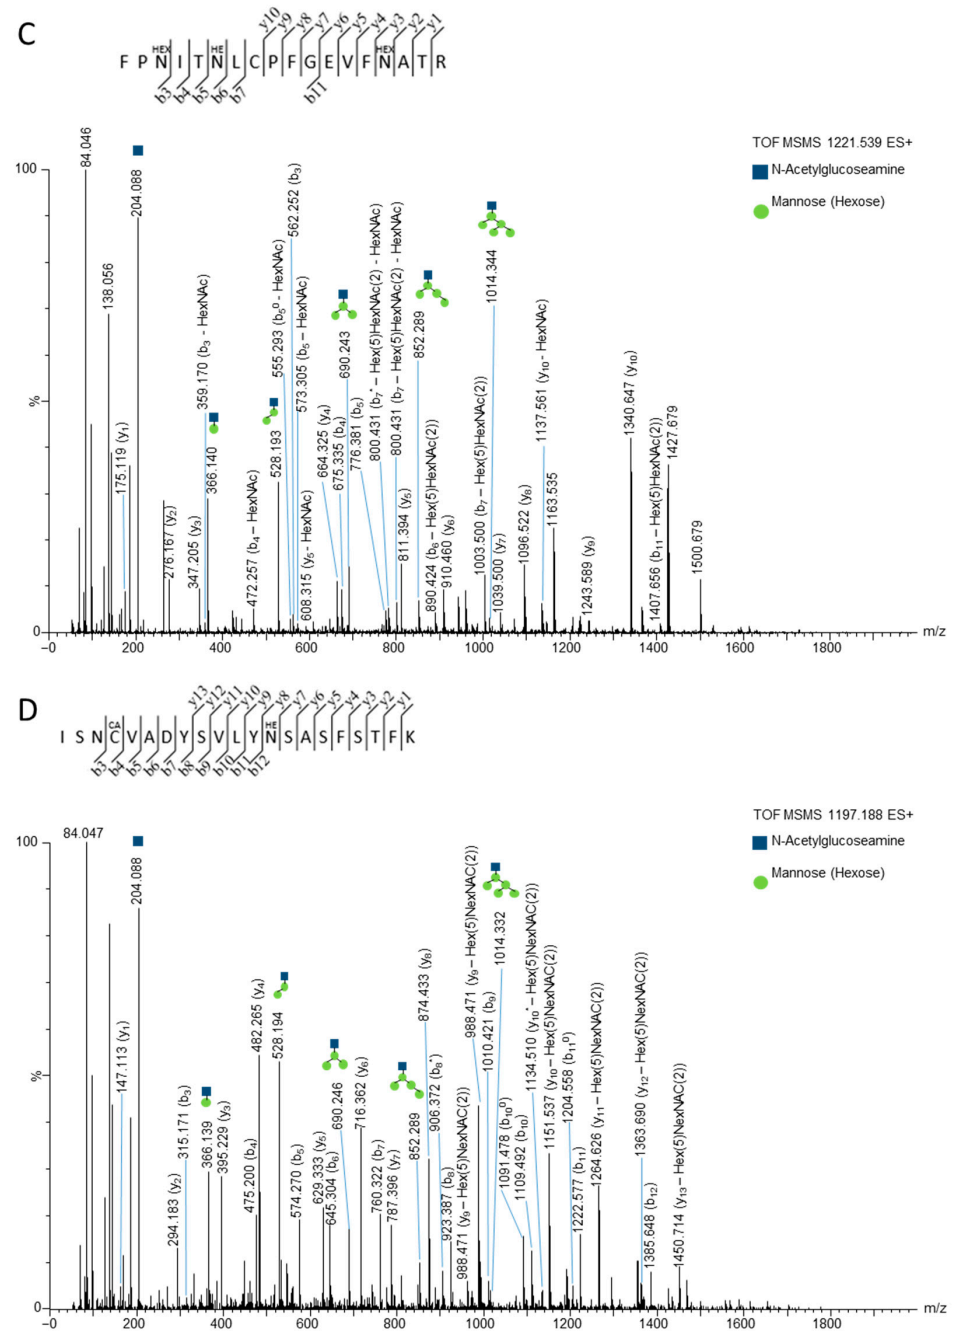 C
y10 y9 y8 y7 y6 y5 y4 y3 y2 y1
HEX HE HEX
F P N I T N L C P F G E V F N A T R
b3 b4 b5 b6 b7 b11
TOF MSMS 1221.539 ES+
N-Acetylglucoseamine
Mannose (Hexose)
100
%
0
84.046
138.056
175.119 (y1)
204.088
276.167 (y2)
347.205 (y3)
359.170 (b3 - HexNAc)
366.140
472.257 (b4 – HexNAc)
528.193
555.293 (b5⁰ - HexNAc)
562.252 (b3)
573.305 (b5 – HexNAc)
608.315 (y5 - HexNAc)
664.325 (y4)
675.335 (b4)
690.243
776.381 (b5)
800.431 (b7* – Hex(5)HexNAc(2) - HexNAc)
800.431 (b7 – Hex(5)HexNAc(2) - HexNAc)
811.394 (y5)
852.289
890.424 (b6 – Hex(5)HexNAc(2))
910.460 (y6)
1003.500 (b7 – Hex(5)HexNAc(2))
1014.344
1039.500 (y7)
1096.522 (y8)
1137.561 (y10 - HexNAc)
1163.535
1243.589 (y9)
1340.647 (y10)
1407.656 (b11 – Hex(5)HexNAc(2))
1427.679
1500.679
−0 200 400 600 800 1000 1200 1400 1600 1800 m/z
D
y13 y12 y11 y10 y9 y8 y7 y6 y5 y4 y3 y2 y1
CA HE
I S N C V A D Y S V L Y N S A S F S T F K
b3 b4 b5 b6 b7 b8 b9 b10 b11 b12
TOF MSMS 1197.188 ES+
N-Acetylglucoseamine
Mannose (Hexose)
100
%
0
84.047
147.113 (y1)
204.088
294.183 (y2)
315.171 (b3)
366.139
395.229 (y3)
475.200 (b4)
482.265 (y4)
528.194
574.270 (b5)
629.333 (y5)
645.304 (b6)
690.246
716.362 (y6)
760.322 (b7)
787.396 (y7)
852.289
874.433 (y8)
906.372 (b8*)
923.387 (b8)
988.471 (y9 – Hex(5)NexNAC(2))
988.471 (y9 – Hex(5)NexNAC(2))
1010.421 (b9)
1014.332
1091.478 (b10⁰)
1109.492 (b10)
1134.510 (y10* – Hex(5)NexNAC(2))
1151.537 (y10 – Hex(5)NexNAC(2))
1204.558 (b11⁰)
1222.577 (b11)
1264.626 (y11 – Hex(5)NexNAC(2))
1363.690 (y12 – Hex(5)NexNAC(2))
1385.648 (b12)
1450.714 (y13 – Hex(5)NexNAC(2))
−0 200 400 600 800 1000 1200 1400 1600 1800 m/z